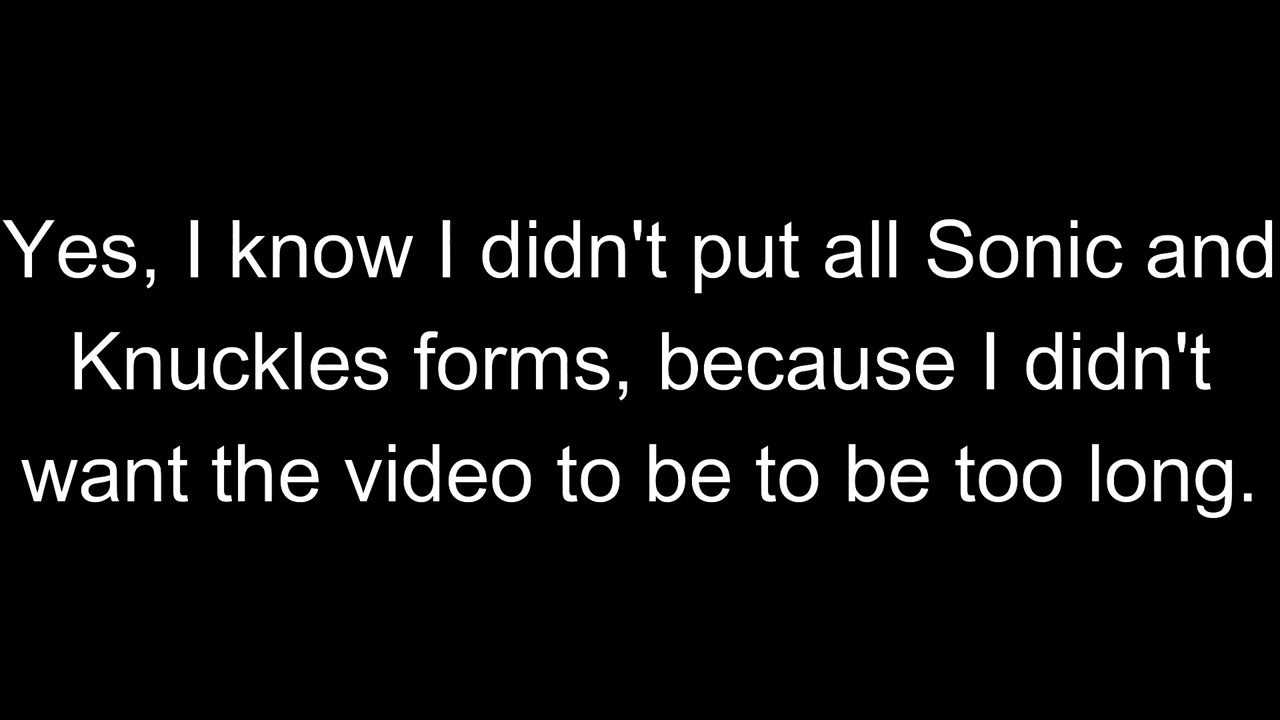 Yes, I know I didn't put all Sonic and
Knuckles forms, because I didn't
want the video to be to be too long.